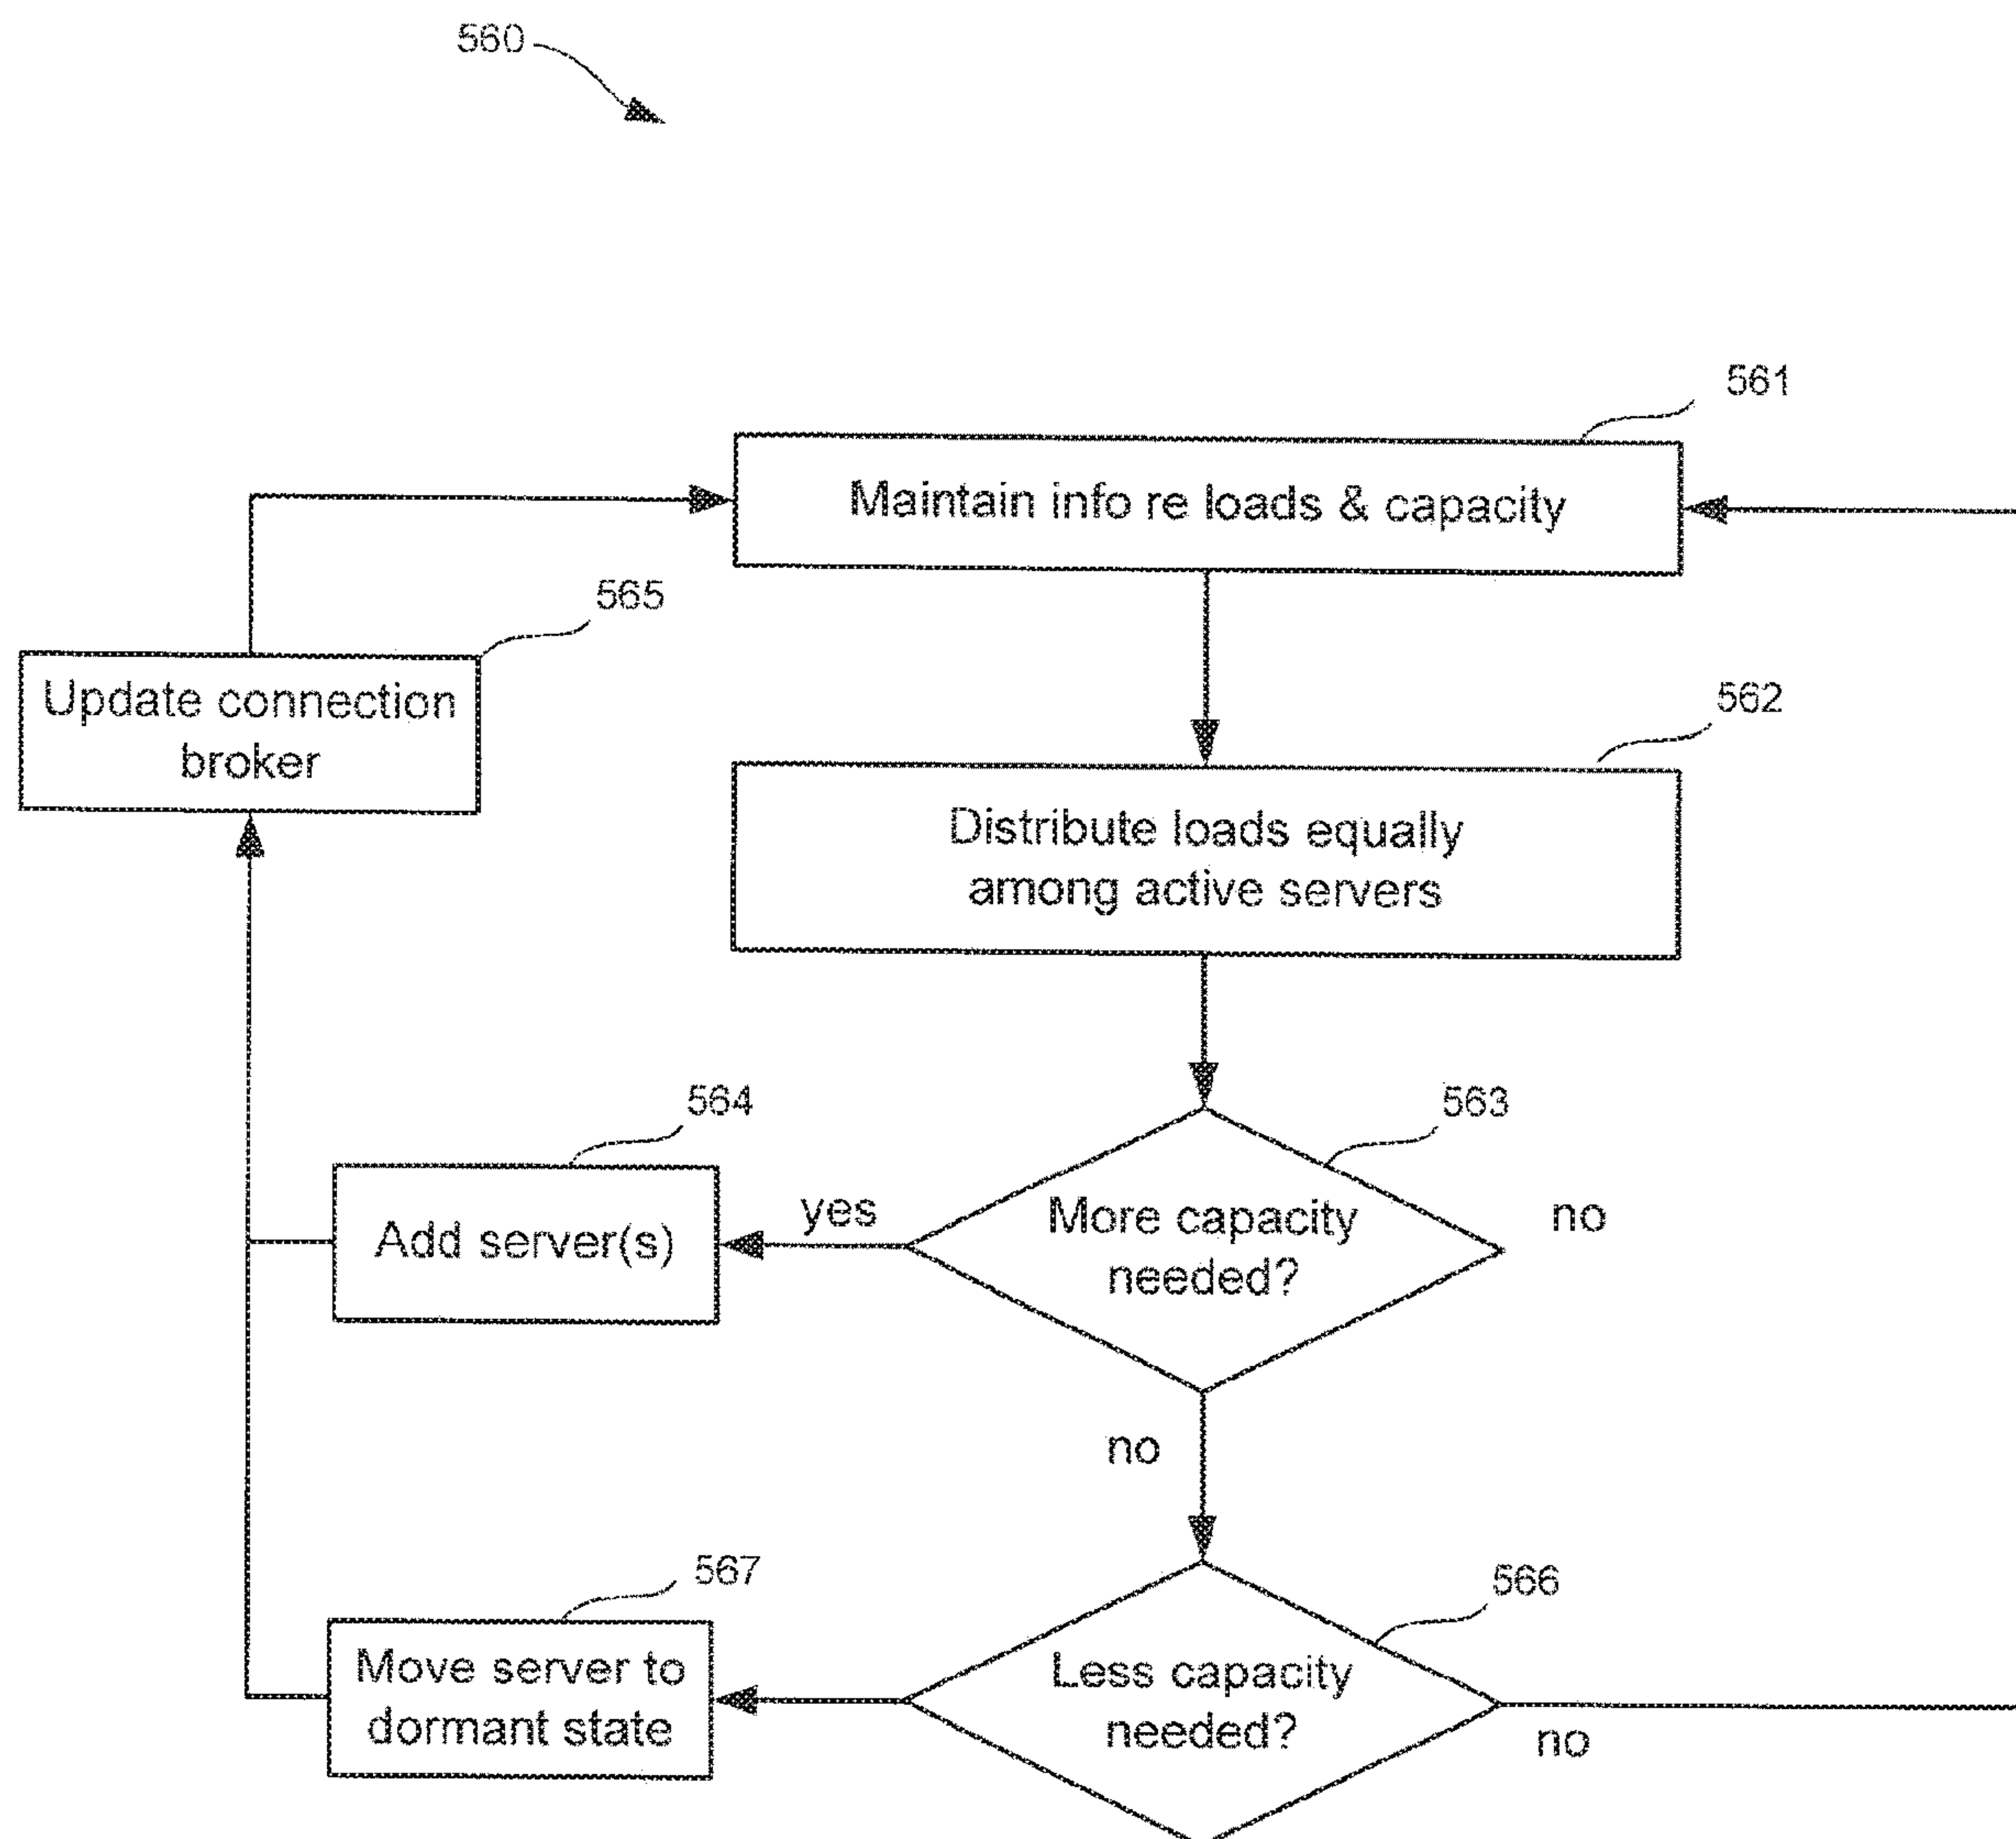 560
561
Maintain info re loads & capacity
565
Update connection
broker
562
Distribute loads equally
among active servers
564
563
Add server(s)
yes
More capacity
needed?
no
no
567
566
Move server to
dormant state
Less capacity
needed?
no